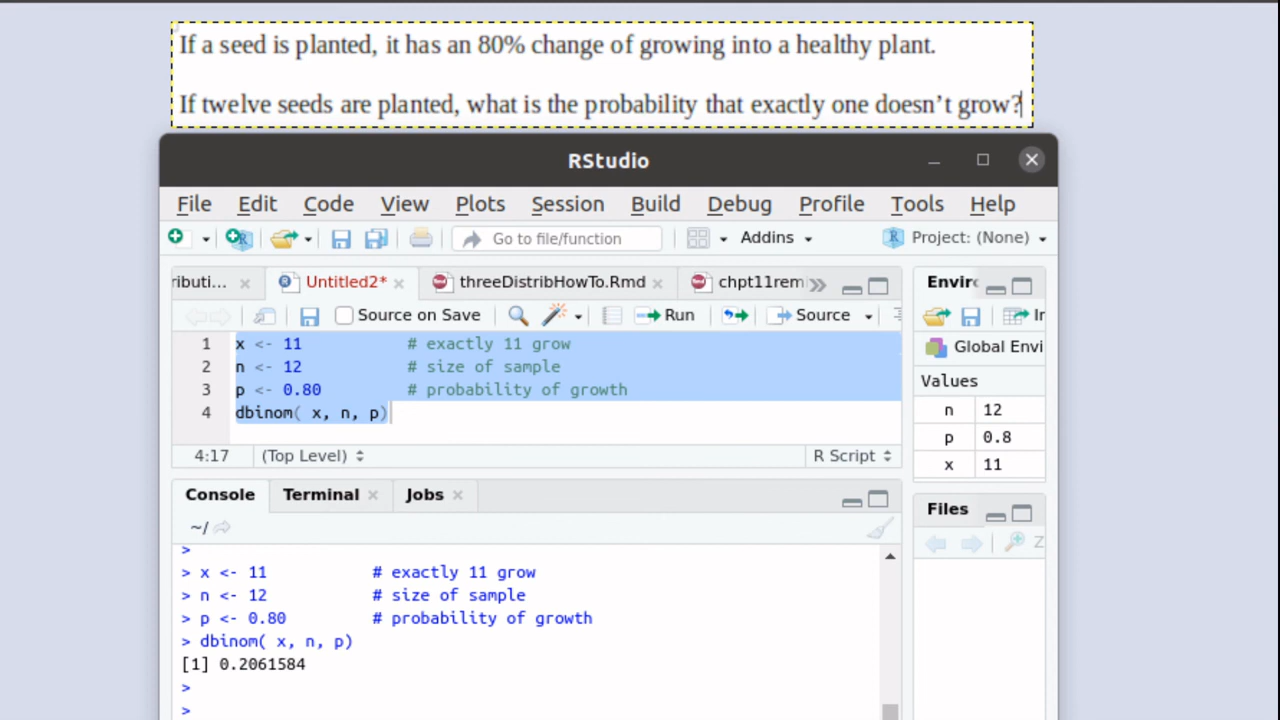 If a seed is planted, it has an 80% change of growing into a healthy plant.
If twelve seeds are planted, what is the probability that exactly one doesn’t grow?
RStudio
File Edit Code View Plots Session Build Debug Profile Tools Help
Go to file/function Addins Project: (None)
ributi... Untitled2* threeDistribHowTo.Rmd chpt11rem
Source on Save Run Source
1 x <- 11 # exactly 11 grow
2 n <- 12 # size of sample
3 p <- 0.80 # probability of growth
4 dbinom( x, n, p)
4:17 (Top Level) R Script
Envir
Global Envi
Values
n 12
p 0.8
x 11
Console Terminal Jobs
~/
>
> x <- 11 # exactly 11 grow
> n <- 12 # size of sample
> p <- 0.80 # probability of growth
> dbinom( x, n, p)
[1] 0.2061584
>
>
Files